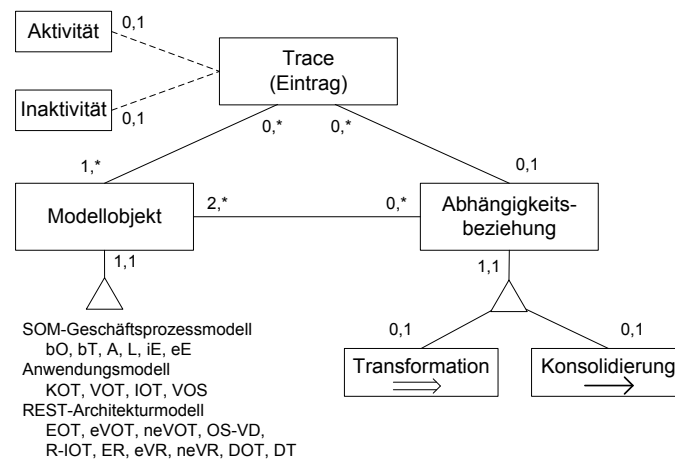 Aktivität
0,1
Trace
(Eintrag)
Inaktivität
0,1
0,*
0,*
1,*
0,1
Modellobjekt
2,*
0,*
Abhängigkeits-
beziehung
1,1
1,1
SOM-Geschäftsprozessmodell
bO, bT, A, L, iE, eE
Anwendungsmodell
KOT, VOT, IOT, VOS
REST-Architekturmodell
EOT, eVOT, neVOT, OS-VD,
R-IOT, ER, eVR, neVR, DOT, DT
0,1
0,1
Transformation
Konsolidierung